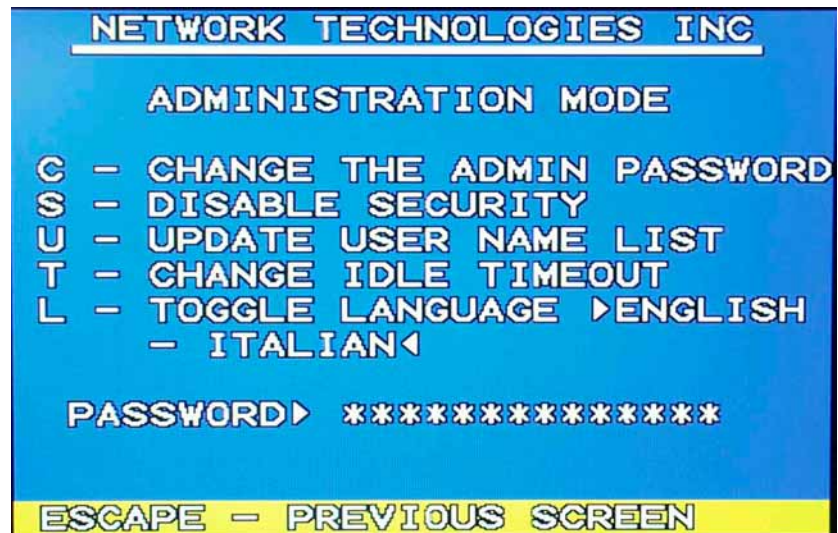 NETWORK TECHNOLOGIES INC
ADMINISTRATION MODE
C – CHANGE THE ADMIN PASSWORD
S – DISABLE SECURITY
U – UPDATE USER NAME LIST
T – CHANGE IDLE TIMEOUT
L – TOGGLE LANGUAGE ▶ENGLISH
– ITALIAN◀
PASSWORD▶ **************
ESCAPE – PREVIOUS SCREEN